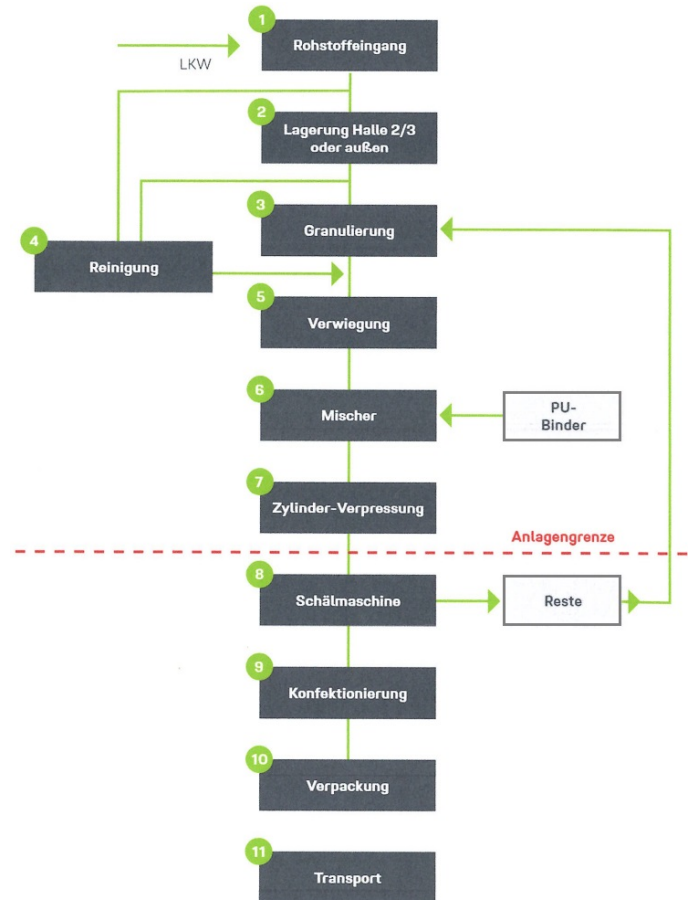 1
Rohstoffeingang
LKW
2
Lagerung Halle 2/3
oder außen
3
Granulierung
4
Reinigung
5
Verwiegung
6
Mischer
PU-
Binder
7
Zylinder-Verpressung
Anlagengrenze
8
Schälmaschine
Reste
9
Konfektionierung
10
Verpackung
11
Transport